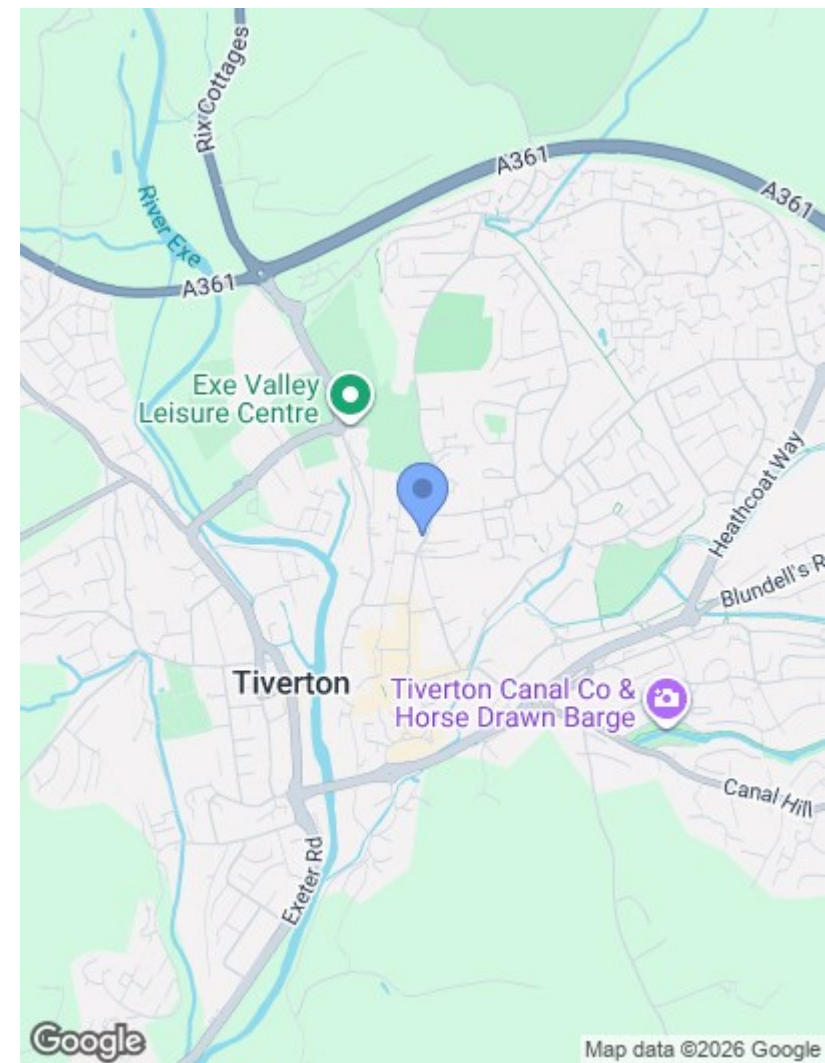 Rix Cottages
A361
A361
River Exe
A361
Exe Valley
Leisure Centre
Heathcoat Way
Blundell's R
Tiverton
Tiverton Canal Co &
Horse Drawn Barge
Canal Hill
Exeter Rd
Google
Map data ©2026 Google